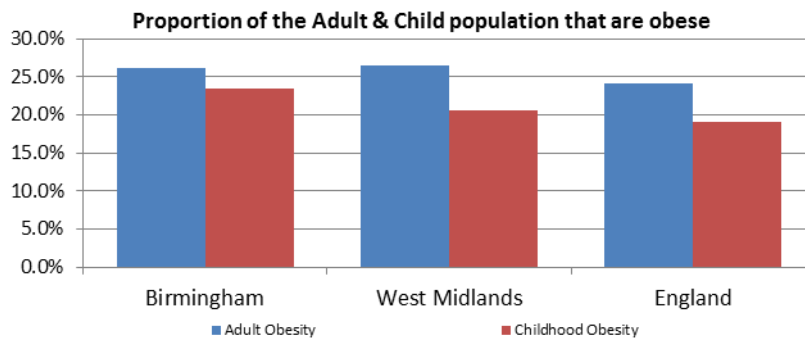 Proportion of the Adult & Child population that are obese
30.0%
25.0%
20.0%
15.0%
10.0%
5.0%
0.0%
Birmingham West Midlands England
Adult Obesity Childhood Obesity